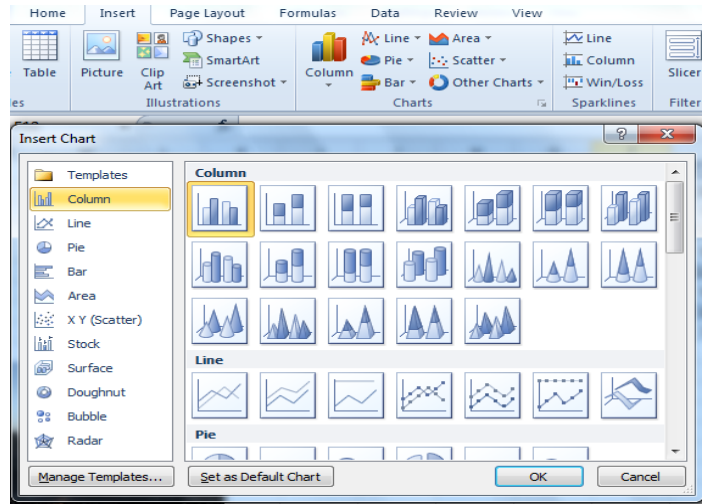 Home Insert Page Layout Formulas Data Review View
Table
Picture
Clip Art
Shapes
SmartArt
Screenshot
Column
Line
Pie
Bar
Area
Scatter
Other Charts
Line
Column
Win/Loss
Slicer
es Illustrations Charts Sparklines Filter
Insert Chart
Templates
Column
Line
Pie
Bar
Area
X Y (Scatter)
Stock
Surface
Doughnut
Bubble
Radar
Column
Line
Pie
Manage Templates... Set as Default Chart OK Cancel